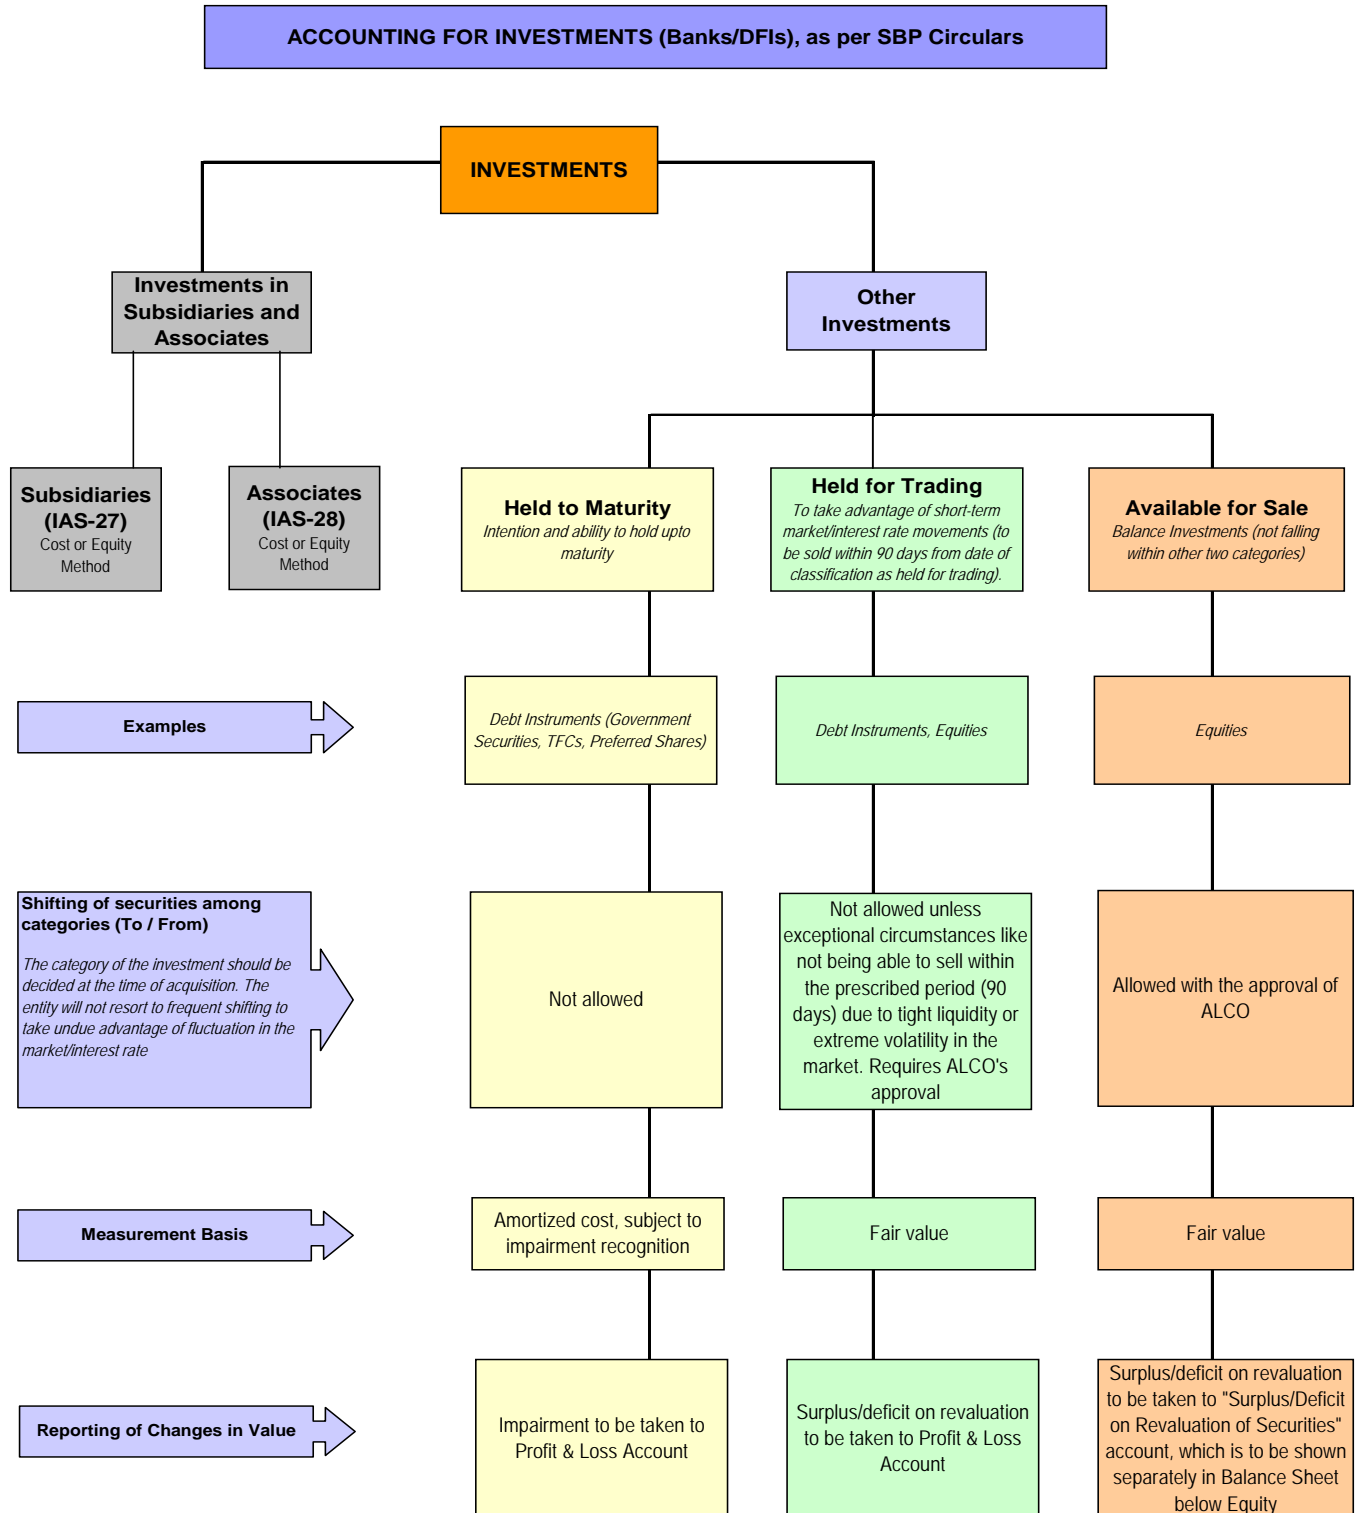 ACCOUNTING FOR INVESTMENTS (Banks/DFIs), as per SBP Circulars
INVESTMENTS
Investments in
Subsidiaries and
Associates
Other
Investments
Subsidiaries
(IAS-27)
Cost or Equity
Method
Associates
(IAS-28)
Cost or Equity
Method
Held to Maturity
Intention and ability to hold upto
maturity
Held for Trading
To take advantage of short-term
market/interest rate movements (to
be sold within 90 days from date of
classification as held for trading).
Available for Sale
Balance Investments (not falling
within other two categories)
Examples
Debt Instruments (Government
Securities, TFCs, Preferred Shares)
Debt Instruments, Equities
Equities
Shifting of securities among
categories (To / From)
The category of the investment should be
decided at the time of acquisition. The
entity will not resort to frequent shifting to
take undue advantage of fluctuation in the
market/interest rate
Not allowed
Not allowed unless
exceptional circumstances like
not being able to sell within
the prescribed period (90
days) due to tight liquidity or
extreme volatility in the
market. Requires ALCO's
approval
Allowed with the approval of
ALCO
Measurement Basis
Amortized cost, subject to
impairment recognition
Fair value
Fair value
Reporting of Changes in Value
Impairment to be taken to
Profit & Loss Account
Surplus/deficit on revaluation
to be taken to Profit & Loss
Account
Surplus/deficit on revaluation
to be taken to "Surplus/Deficit
on Revaluation of Securities"
account, which is to be shown
separately in Balance Sheet
below Equity